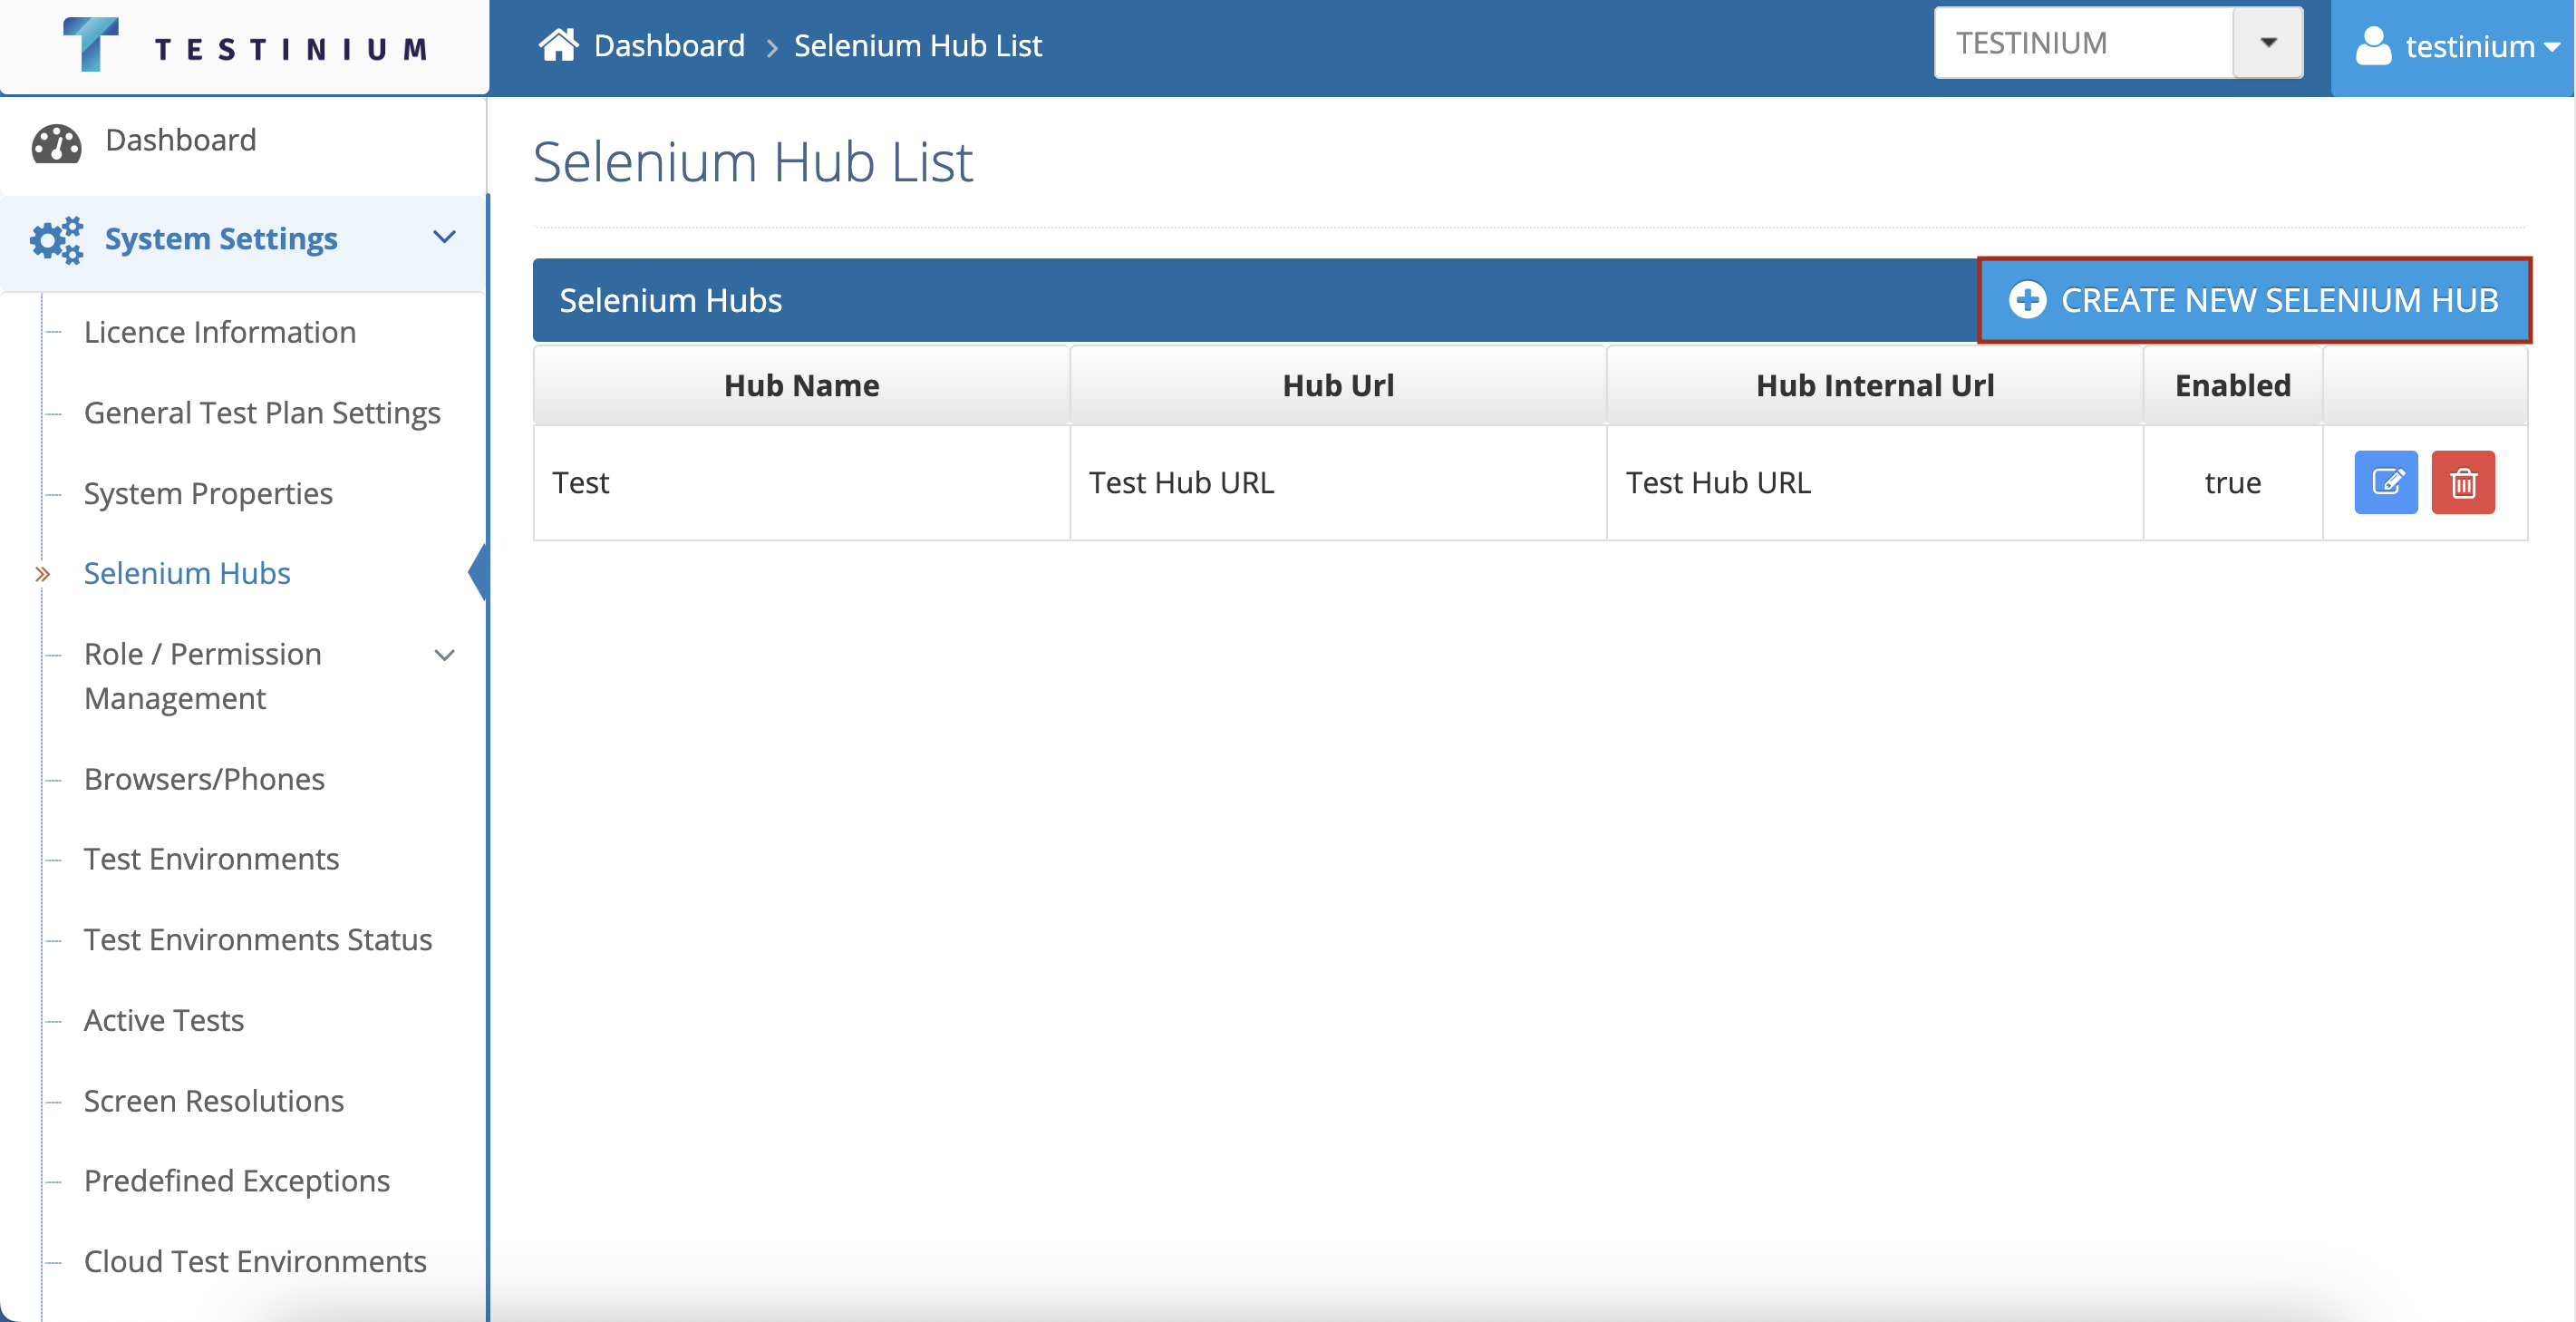 TESTINIUM
Dashboard > Selenium Hub List
TESTINIUM
testinium
Dashboard
System Settings
Licence Information
General Test Plan Settings
System Properties
Selenium Hubs
Role / Permission
Management
Browsers/Phones
Test Environments
Test Environments Status
Active Tests
Screen Resolutions
Predefined Exceptions
Cloud Test Environments
Selenium Hub List
Selenium Hubs
CREATE NEW SELENIUM HUB
Hub Name Hub Url Hub Internal Url Enabled
Test Test Hub URL Test Hub URL true